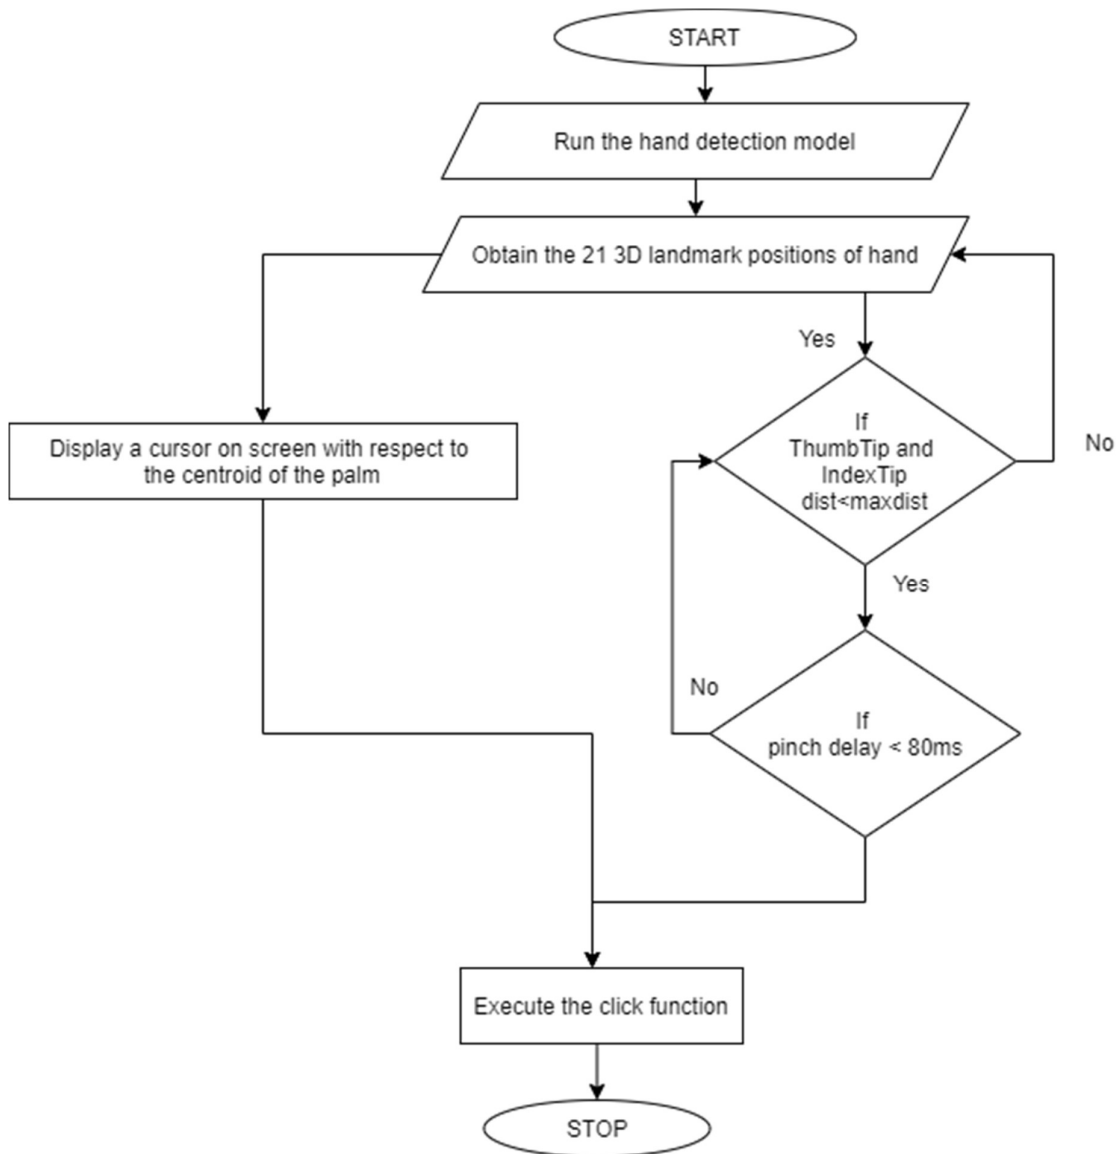 START
Run the hand detection model
Obtain the 21 3D landmark positions of hand
Yes
If
ThumbTip and
IndexTip
dist<maxdist
No
Display a cursor on screen with respect to
the centroid of the palm
Yes
No
If
pinch delay < 80ms
Execute the click function
STOP